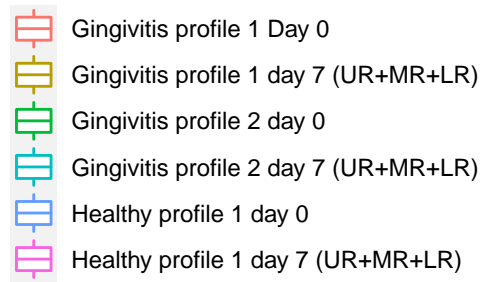 Gingivitis profile 1 Day 0
Gingivitis profile 1 day 7 (UR+MR+LR)
Gingivitis profile 2 day 0
Gingivitis profile 2 day 7 (UR+MR+LR)
Healthy profile 1 day 0
Healthy profile 1 day 7 (UR+MR+LR)